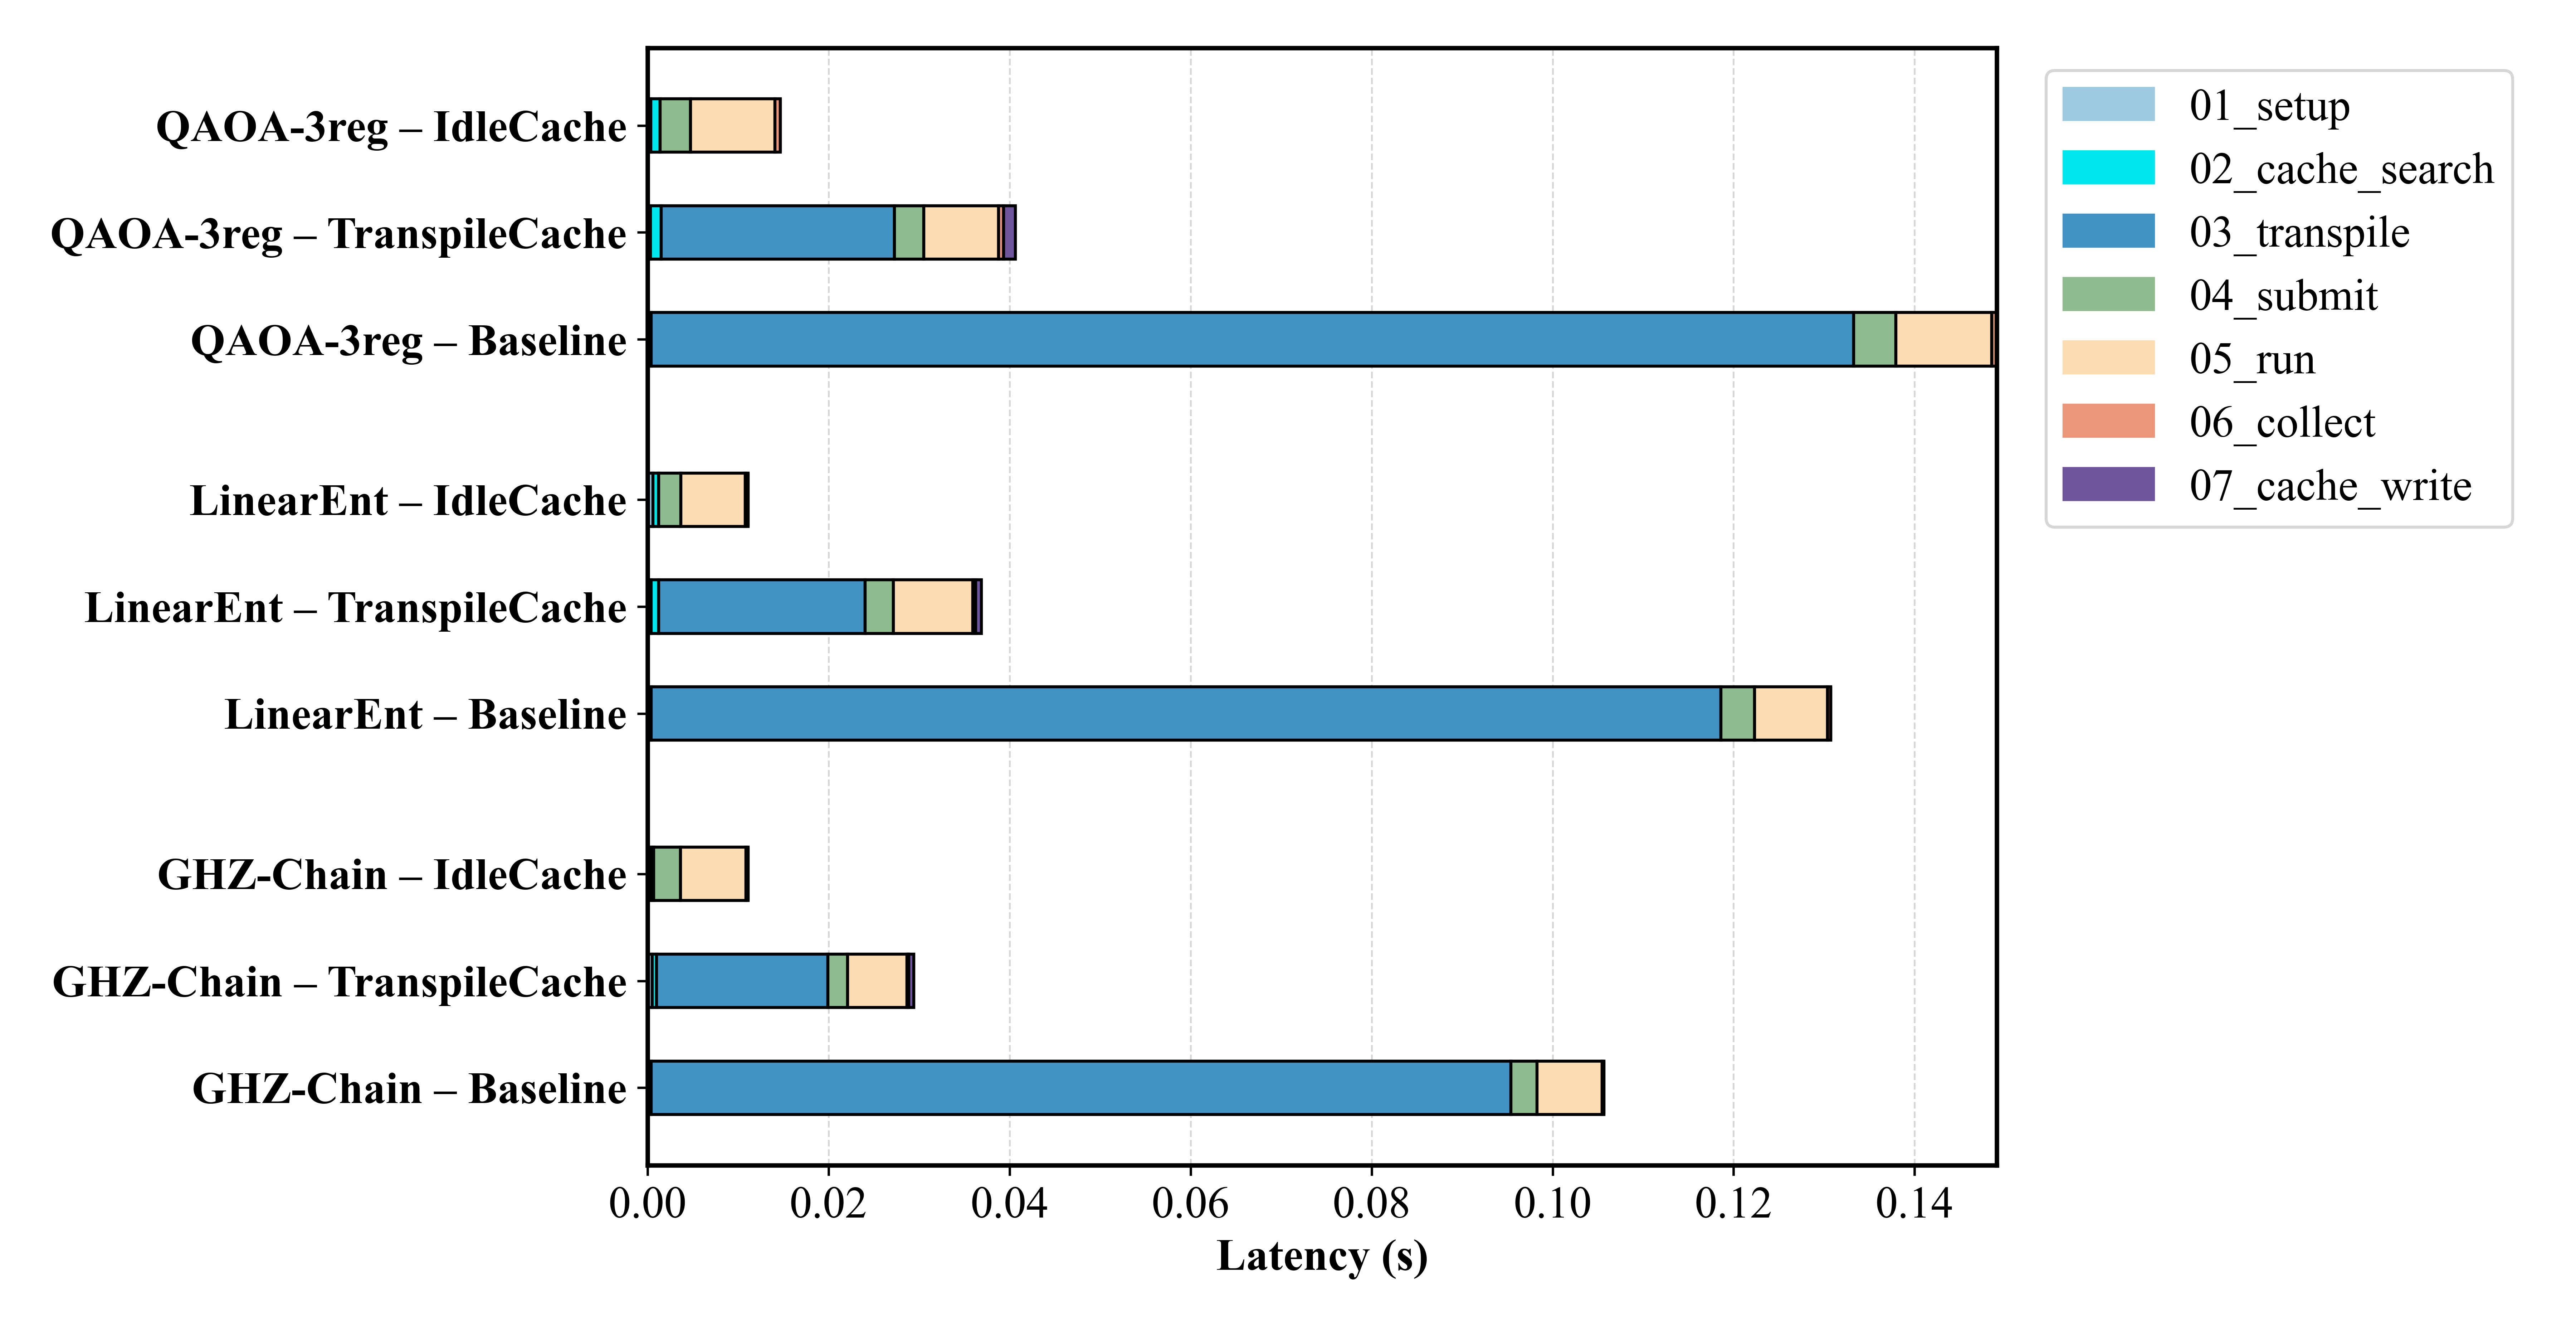 QAOA-3reg – IdleCache
QAOA-3reg – TranspileCache
QAOA-3reg – Baseline
LinearEnt – IdleCache
LinearEnt – TranspileCache
LinearEnt – Baseline
GHZ-Chain – IdleCache
GHZ-Chain – TranspileCache
GHZ-Chain – Baseline
0.00 0.02 0.04 0.06 0.08 0.10 0.12 0.14
Latency (s)
01_setup
02_cache_search
03_transpile
04_submit
05_run
06_collect
07_cache_write